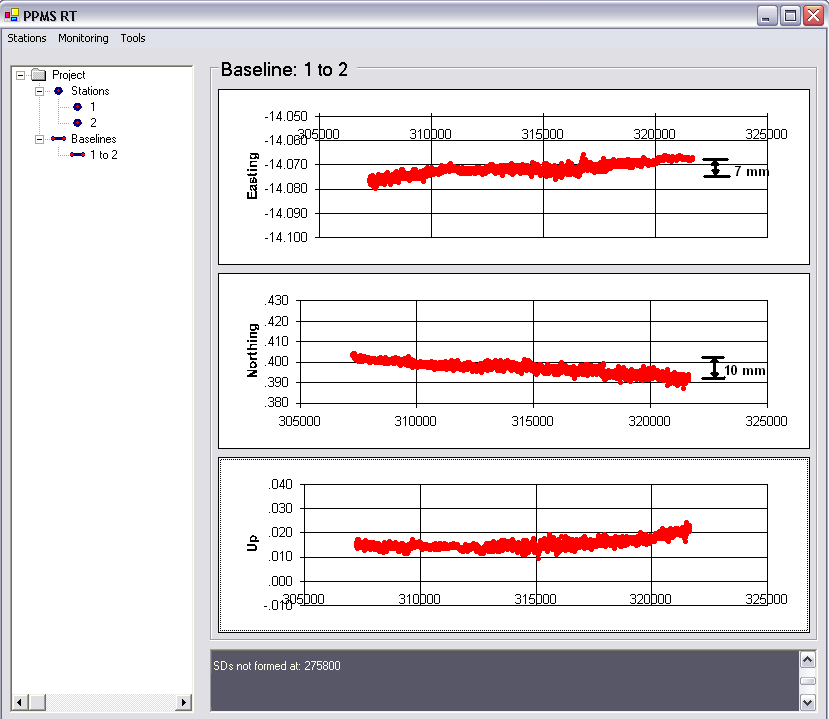 PPMS RT
Stations Monitoring Tools
Project
Stations
1
2
Baselines
1 to 2
Baseline: 1 to 2
Easting
-14.050
-14.060
-14.070
-14.080
-14.090
-14.100
305000 310000 315000 320000 325000
7 mm
Northing
.430
.420
.410
.400
.390
.380
305000 310000 315000 320000 325000
10 mm
Up
.040
.030
.020
.010
.000
-.010
305000 310000 315000 320000 325000
SDs not formed at: 275800